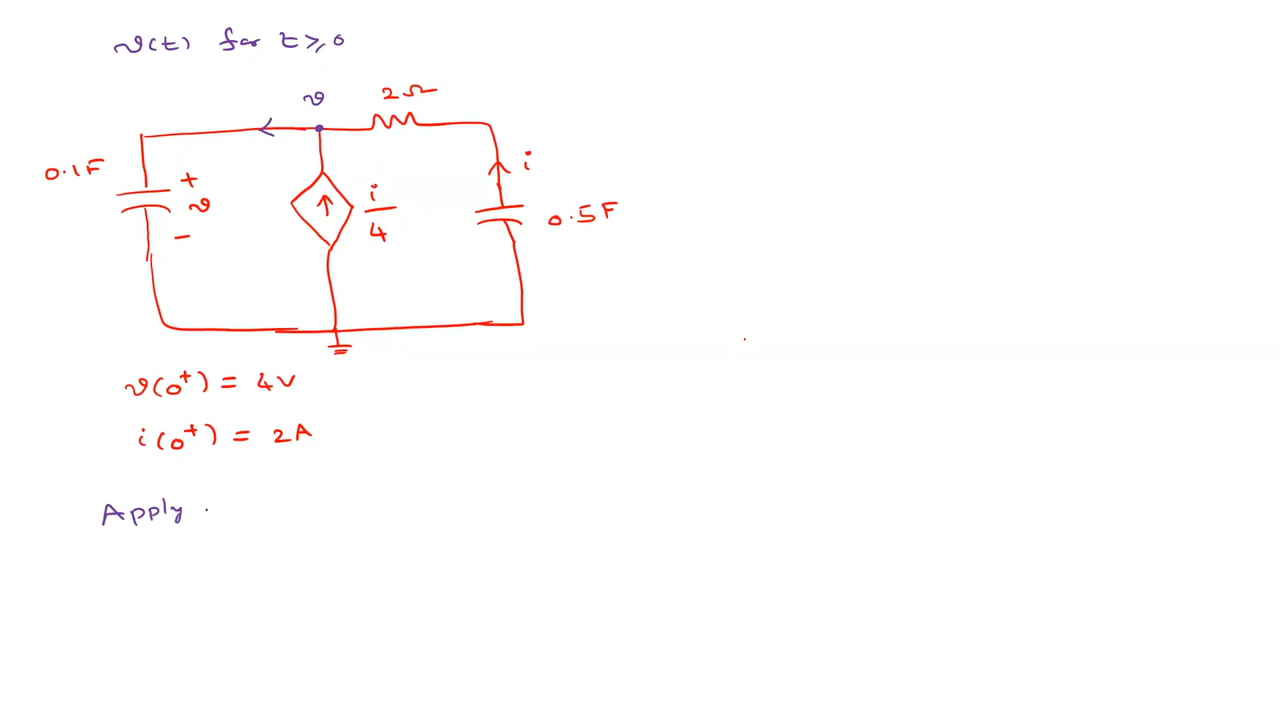 v(t) for t≥0
v
2Ω
0.1F
+
v
-
i/4
i
0.5F
v(0⁺) = 4V
i(0⁺) = 2A
Apply